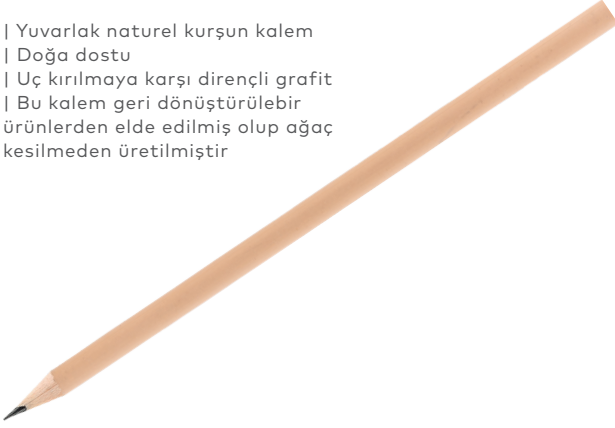 | Yuvarlak naturel kurşun kalem
| Doğa dostu
| Uç kırılmaya karşı dirençli grafit
| Bu kalem geri dönüştürülebir
ürünlerden elde edilmiş olup ağaç
kesilmeden üretilmiştir